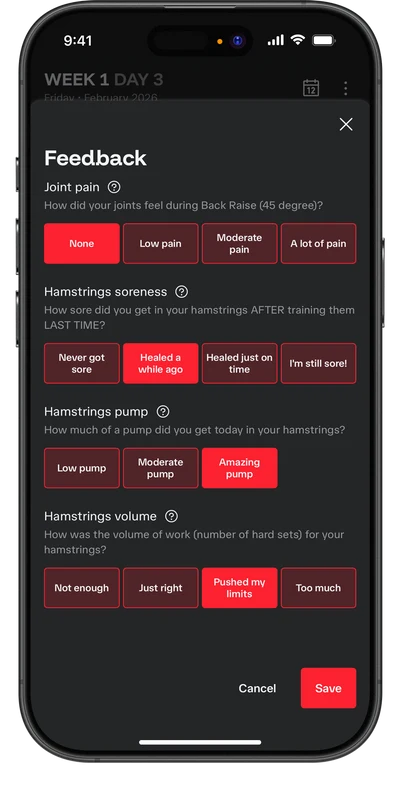 9:41
WEEK 1 DAY 3
Friday • February 2026
12
Feedback
Joint pain ?
How did your joints feel during Back Raise (45 degree)?
None
Low pain
Moderate
pain
A lot of pain
Hamstrings soreness ?
How sore did you get in your hamstrings AFTER training them
LAST TIME?
Never got
sore
Healed a
while ago
Healed just on
time
I'm still sore!
Hamstrings pump ?
How much of a pump did you get today in your hamstrings?
Low pump
Moderate
pump
Amazing
pump
Hamstrings volume ?
How was the volume of work (number of hard sets) for your
hamstrings?
Not enough
Just right
Pushed my
limits
Too much
Cancel
Save